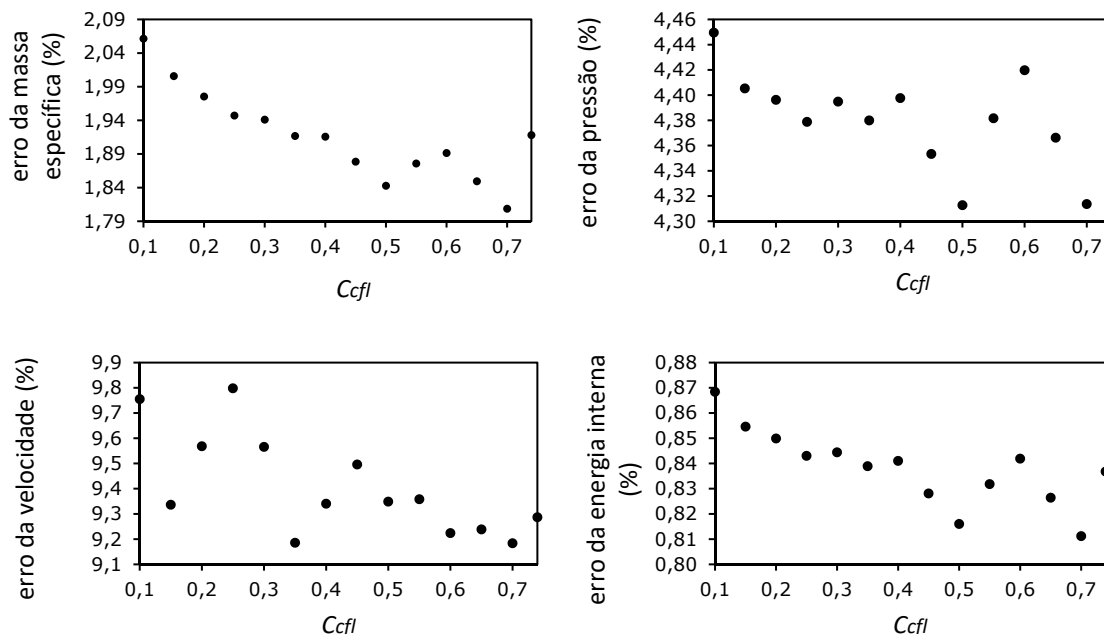 erro da massa
específica (%)
2,09
2,04
1,99
1,94
1,89
1,84
1,79
0,1 0,2 0,3 0,4 0,5 0,6 0,7
Ccfl
erro da pressão (%)
4,46
4,44
4,42
4,40
4,38
4,36
4,34
4,32
4,30
0,1 0,2 0,3 0,4 0,5 0,6 0,7
Ccfl
erro da velocidade (%)
9,9
9,8
9,7
9,6
9,5
9,4
9,3
9,2
9,1
0,1 0,2 0,3 0,4 0,5 0,6 0,7
Ccfl
erro da energia interna
(%)
0,88
0,87
0,86
0,85
0,84
0,83
0,82
0,81
0,80
0,1 0,2 0,3 0,4 0,5 0,6 0,7
Ccfl